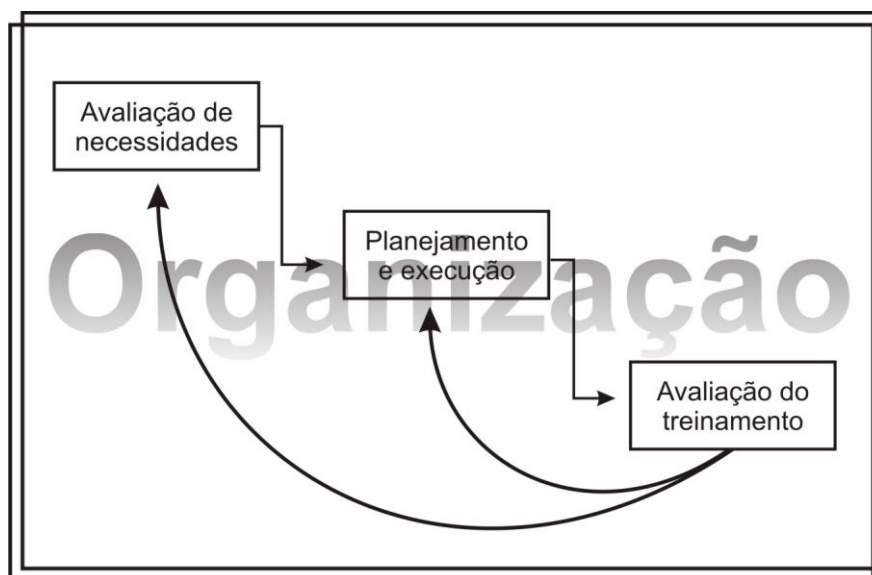 Avaliação de
necessidades
Planejamento
e execução
Organização
Avaliação do
treinamento